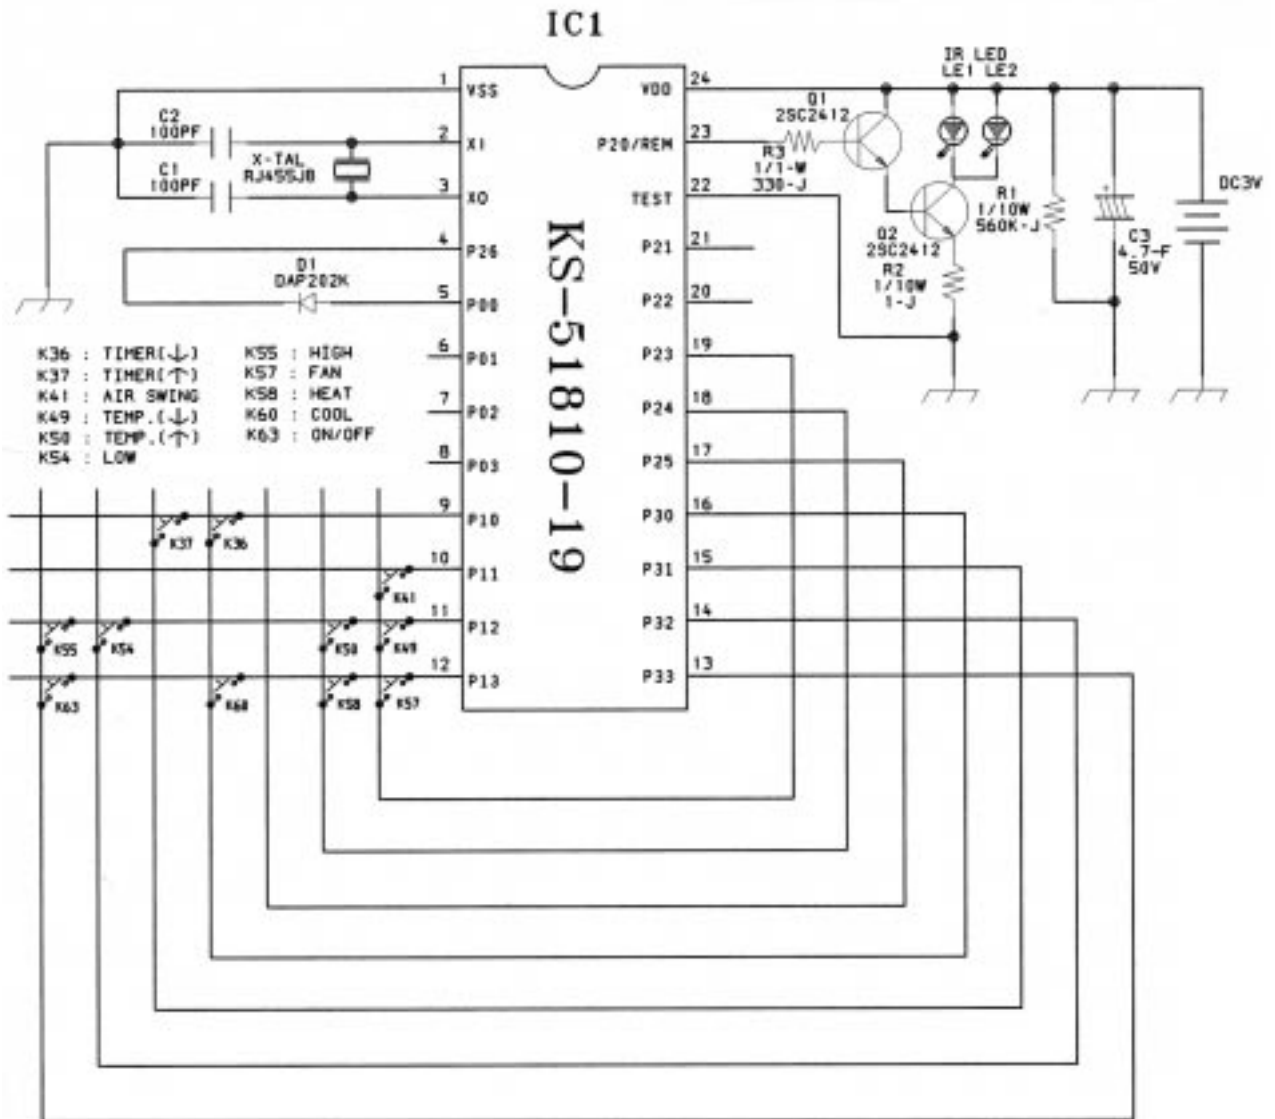 IC1
KS-51810-19
1 VSS
2 XI
3 XO
4 P26
5 P00
6 P01
7 P02
8 P03
9 P10
10 P11
11 P12
12 P13
24 VDD
23 P20/REM
22 TEST
21 P21
20 P22
19 P23
18 P24
17 P25
16 P30
15 P31
14 P32
13 P33
C2
100PF
C1
100PF
X-TAL
RJ455JB
D1
DAP202K
Q1
2SC2412
R3
1/1-W
330-J
IR LED
LE1 LE2
Q2
2SC2412
R2
1/10W
1-J
R1
1/10W
560K-J
+
C3
4.7-F
50V
DC3V
K36 : TIMER(↓)
K37 : TIMER(↑)
K41 : AIR SWING
K49 : TEMP.(↓)
K50 : TEMP.(↑)
K54 : LOW
K55 : HIGH
K57 : FAN
K58 : HEAT
K60 : COOL
K63 : ON/OFF
K37 K36
K41
K55 K54 K50 K49
K63 K60 K58 K57